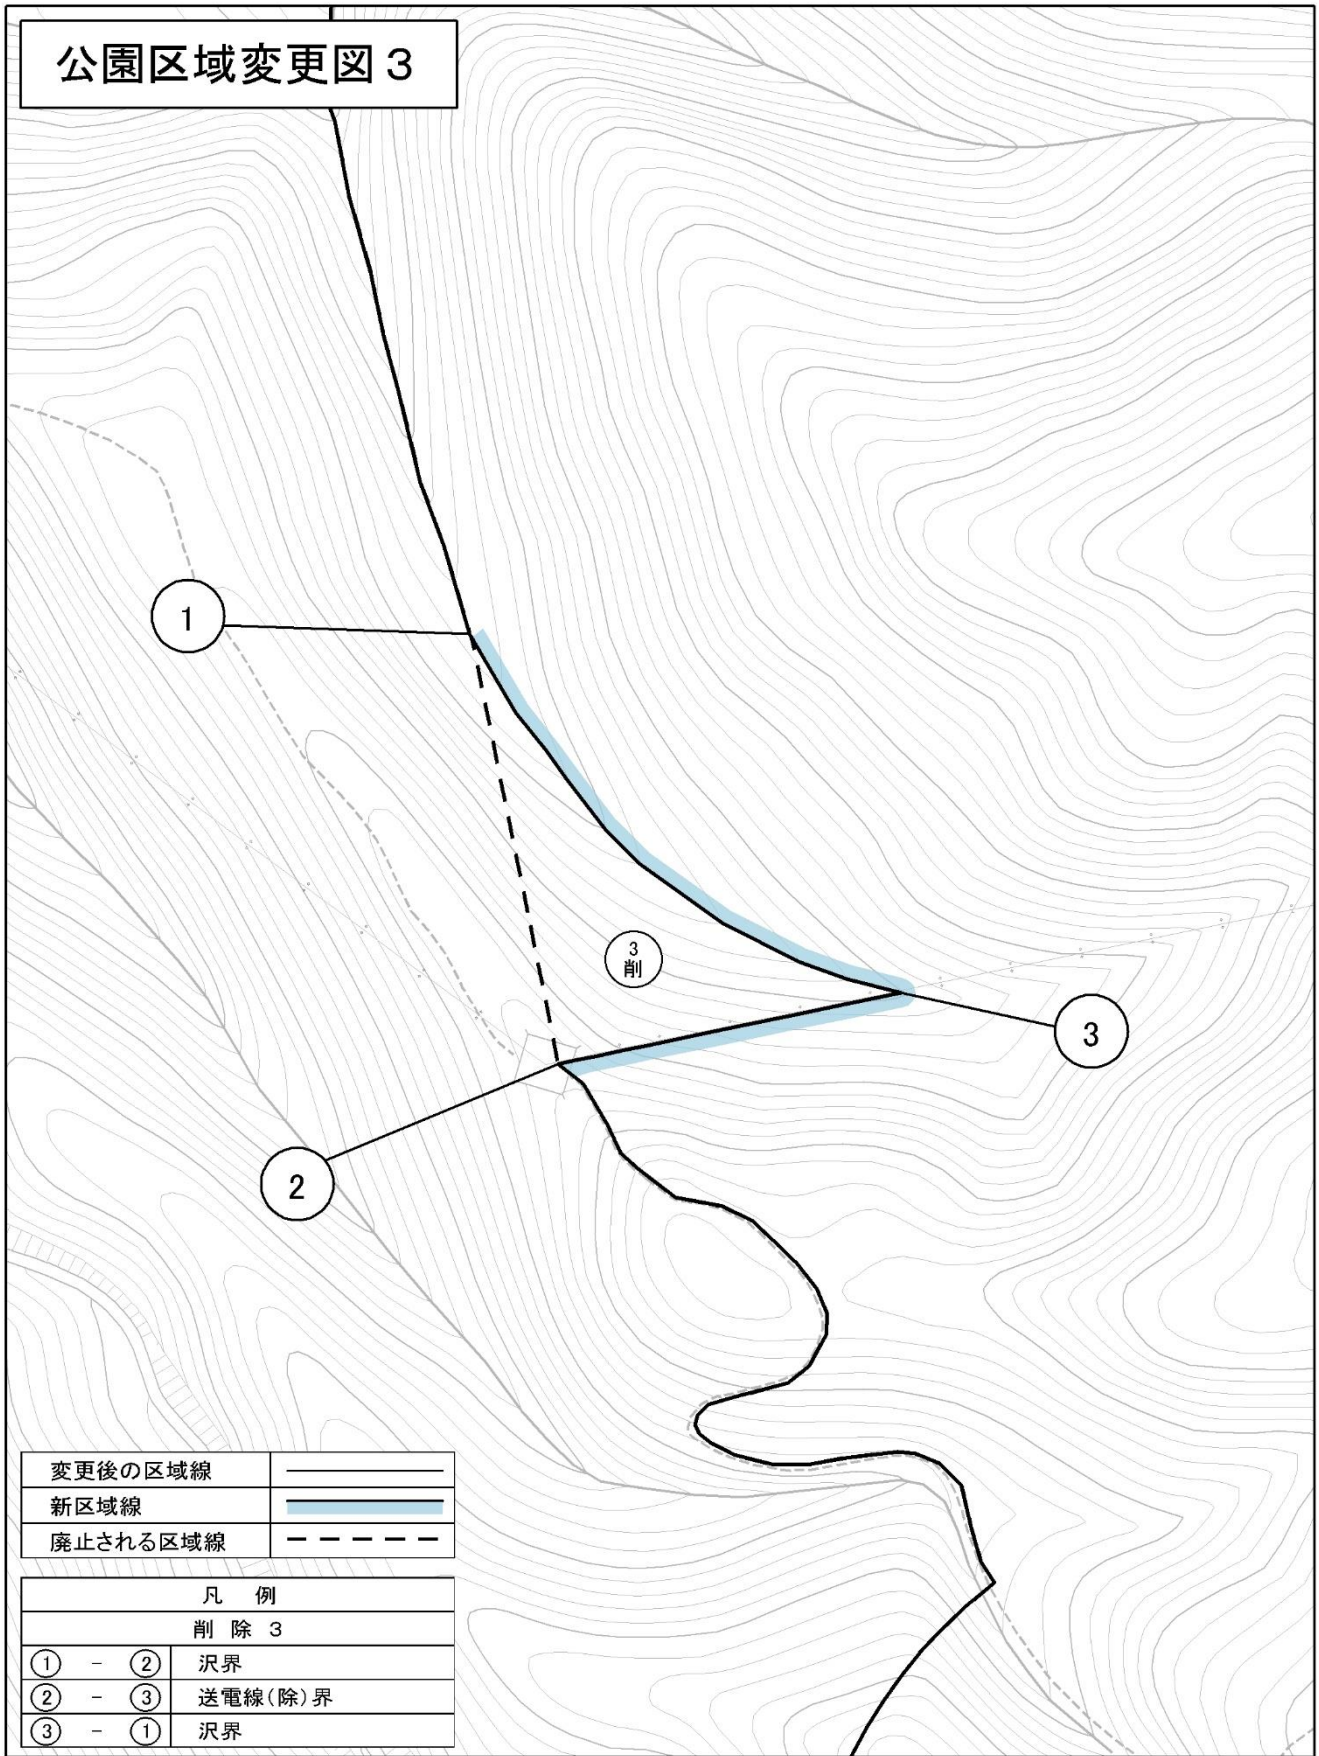 公園区域変更図３
1
3
削
3
2
変更後の区域線
新区域線
廃止される区域線
凡 例
削 除 3
① - ② 沢界
② - ③ 送電線(除)界
③ - ① 沢界